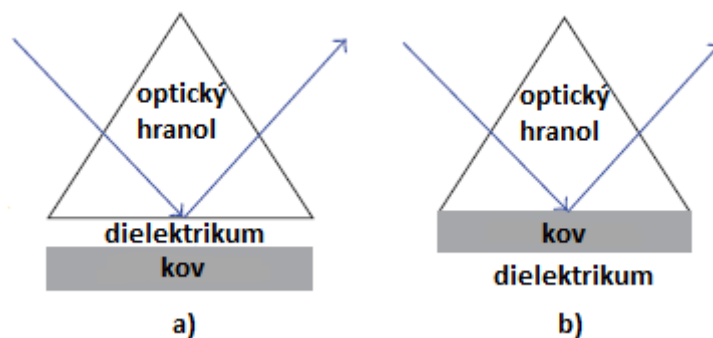 optický
hranol
dielektrikum
kov
a)
optický
hranol
kov
dielektrikum
b)